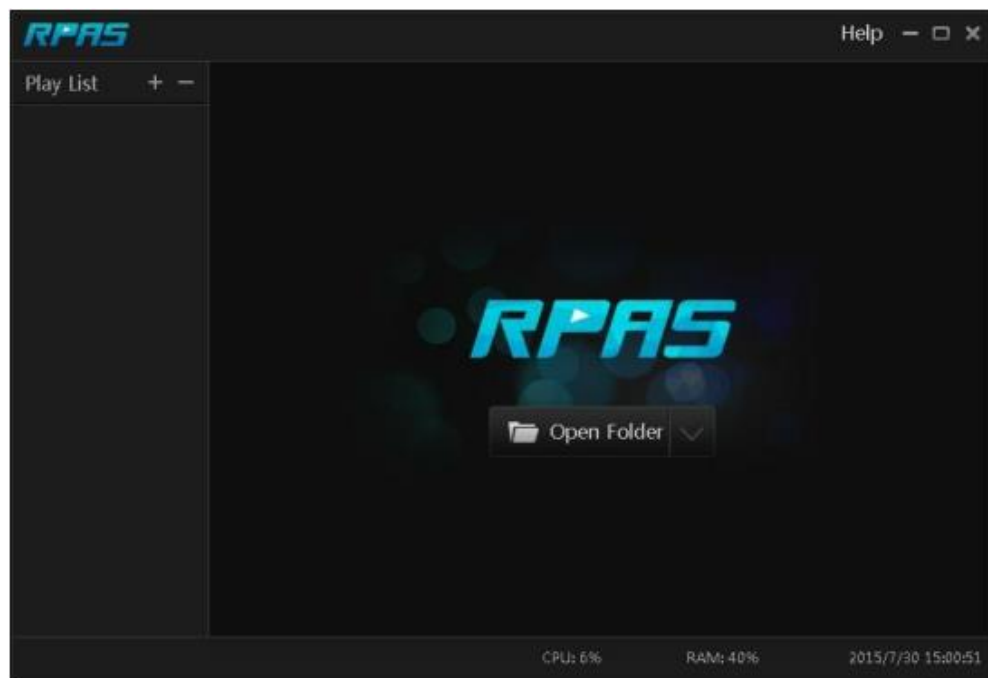 RPAS Help
Play List + −
RPAS
Open Folder
CPU: 6% RAM: 40% 2015/7/30 15:00:51